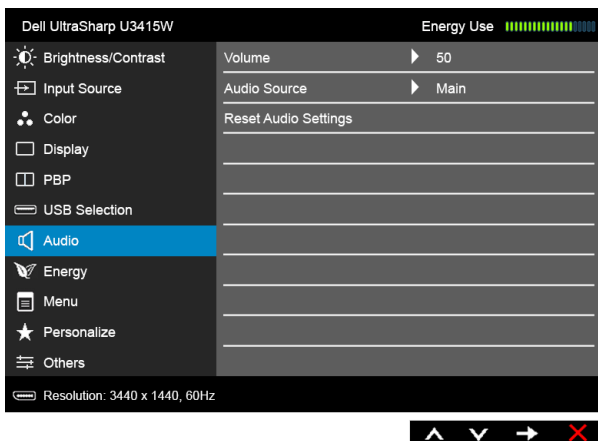 Dell UltraSharp U3415W Energy Use
Brightness/Contrast Volume 50
Input Source Audio Source Main
Color Reset Audio Settings
Display
PBP
USB Selection
Audio
Energy
Menu
Personalize
Others
Resolution: 3440 x 1440, 60Hz